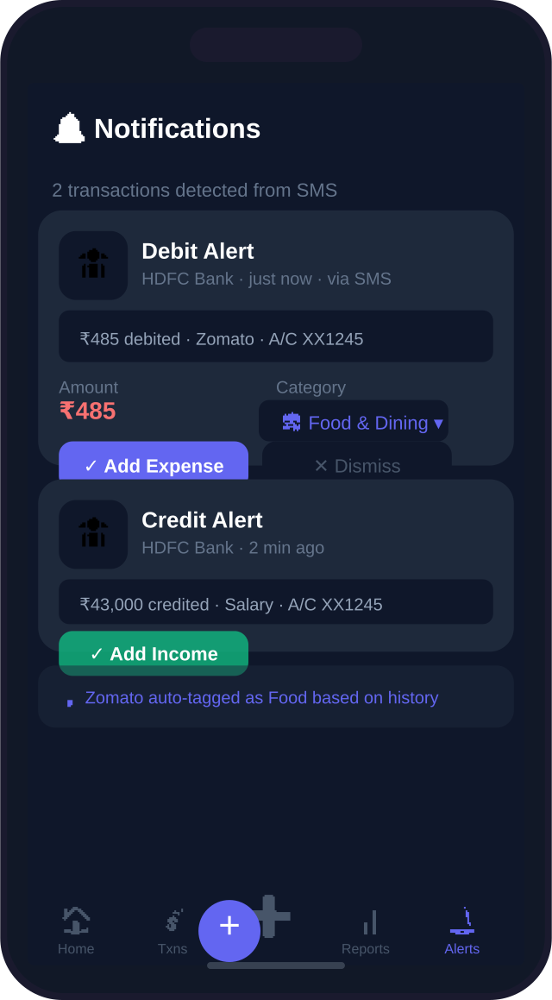 Notifications
2 transactions detected from SMS
Debit Alert
HDFC Bank · just now · via SMS
₹485 debited · Zomato · A/C XX1245
Amount
Category
₹485
Food & Dining ▾
✓ Add Expense
✕ Dismiss
Credit Alert
HDFC Bank · 2 min ago
₹43,000 credited · Salary · A/C XX1245
✓ Add Income
Zomato auto-tagged as Food based on history
+
Home
Txns
Reports
Alerts